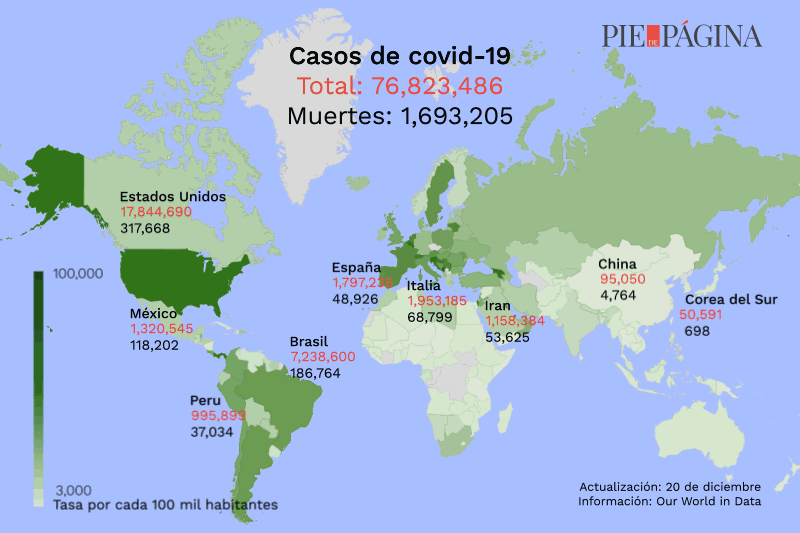 PIE DE PÁGINA
Casos de covid-19
Total: 76,823,486
Muertes: 1,693,205
Estados Unidos
17,844,690
317,668
China
95,050
4,764
España
48,926
Italia
1,953,185
68,799
Iran
1,158,384
53,625
Corea del Sur
50,591
698
100,000
México
1,320,545
118,202
Brasil
7,238,600
186,764
Peru
995,899
37,034
3,000
Tasa por cada 100 mil habitantes
Actualización: 20 de diciembre
Información: Our World in Data